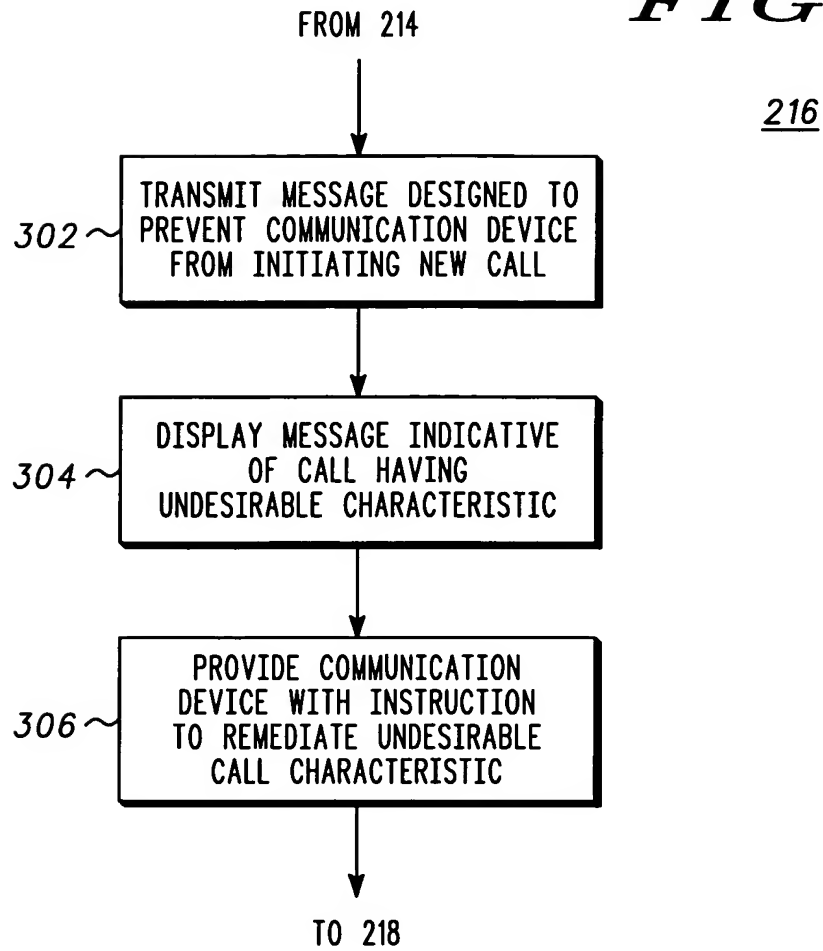 FROM 214
FIG
216
302
TRANSMIT MESSAGE DESIGNED TO
PREVENT COMMUNICATION DEVICE
FROM INITIATING NEW CALL
304
DISPLAY MESSAGE INDICATIVE
OF CALL HAVING
UNDESIRABLE CHARACTERISTIC
306
PROVIDE COMMUNICATION
DEVICE WITH INSTRUCTION
TO REMEDIATE UNDESIRABLE
CALL CHARACTERISTIC
TO 218